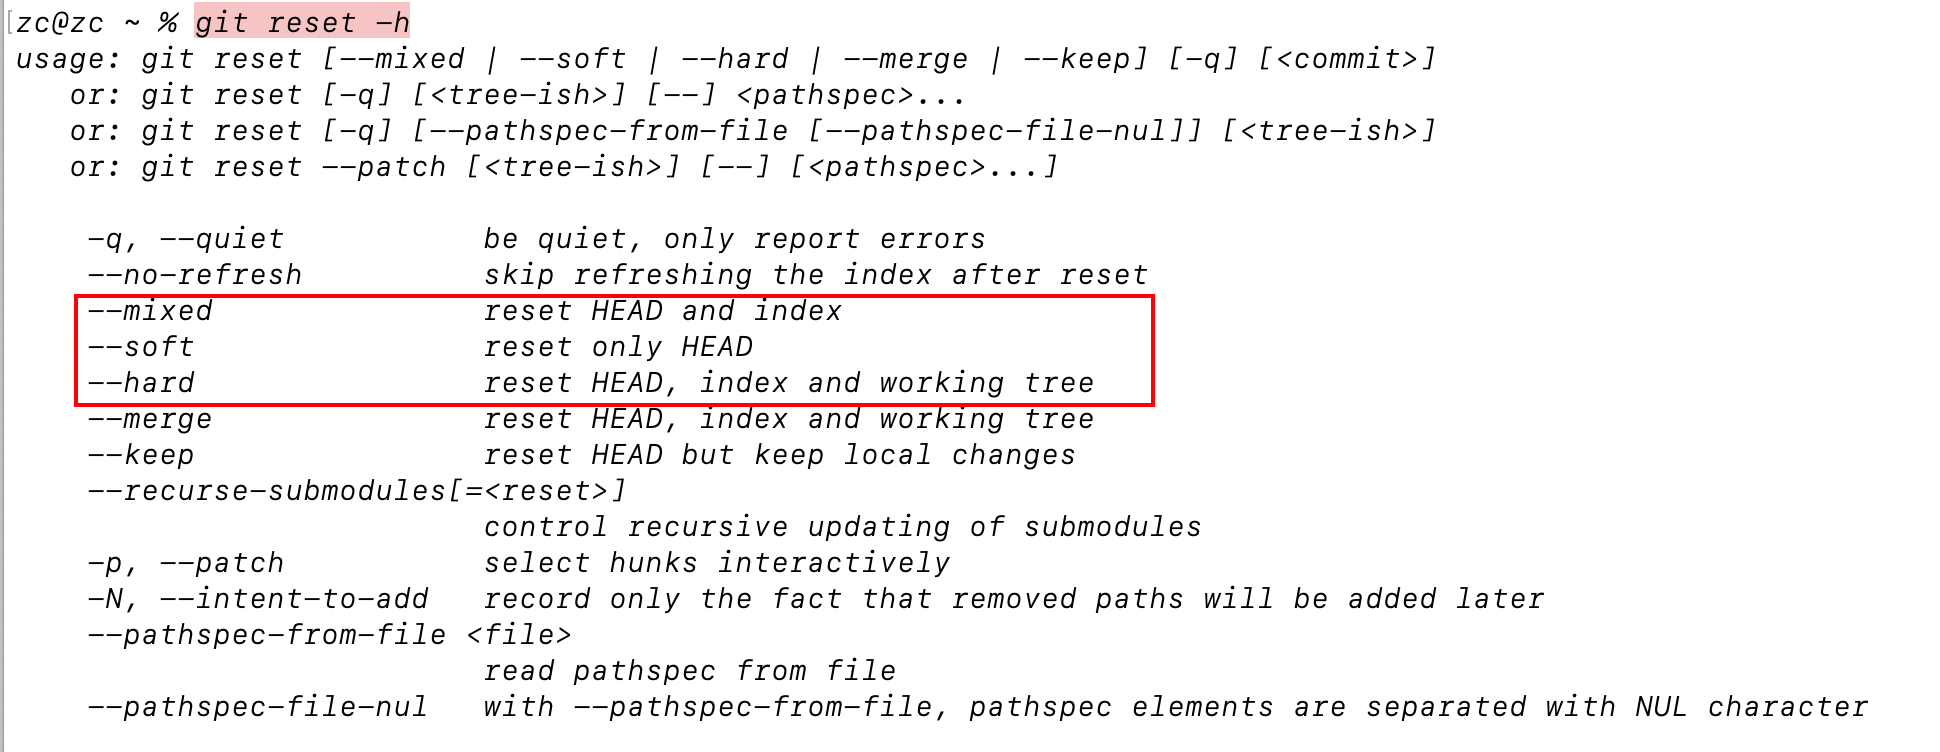 [zc@zc ~ % git reset -h
usage: git reset [--mixed | --soft | --hard | --merge | --keep] [-q] [<commit>]
   or: git reset [-q] [<tree-ish>] [--] <pathspec>...
   or: git reset [-q] [--pathspec-from-file [--pathspec-file-nul]] [<tree-ish>]
   or: git reset --patch [<tree-ish>] [--] [<pathspec>...]

    -q, --quiet           be quiet, only report errors
    --no-refresh          skip refreshing the index after reset
    --mixed               reset HEAD and index
    --soft                reset only HEAD
    --hard                reset HEAD, index and working tree
    --merge               reset HEAD, index and working tree
    --keep                reset HEAD but keep local changes
    --recurse-submodules[=<reset>]
                          control recursive updating of submodules
    -p, --patch           select hunks interactively
    -N, --intent-to-add   record only the fact that removed paths will be added later
    --pathspec-from-file <file>
                          read pathspec from file
    --pathspec-file-nul   with --pathspec-from-file, pathspec elements are separated with NUL character